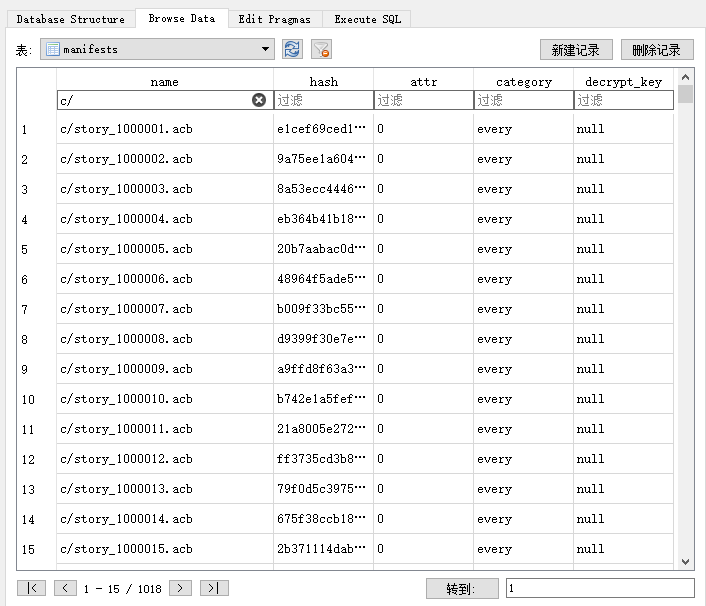 Database Structure Browse Data Edit Pragmas Execute SQL
表: manifests 新建记录 删除记录
name hash attr category decrypt_key
c/ 过滤 过滤 过滤 过滤
1 c/story_1000001.acb e1cef69ced1… 0 every null
2 c/story_1000002.acb 9a75ee1a604… 0 every null
3 c/story_1000003.acb 8a53ecc4446… 0 every null
4 c/story_1000004.acb eb364b41b18… 0 every null
5 c/story_1000005.acb 20b7aabac0d… 0 every null
6 c/story_1000006.acb 48964f5ade5… 0 every null
7 c/story_1000007.acb b009f33bc55… 0 every null
8 c/story_1000008.acb d9399f30e7e… 0 every null
9 c/story_1000009.acb a9ffd8f63a3… 0 every null
10 c/story_1000010.acb b742e1a5fef… 0 every null
11 c/story_1000011.acb 21a8005e272… 0 every null
12 c/story_1000012.acb ff3735cd3b8… 0 every null
13 c/story_1000013.acb 79f0d5c3975… 0 every null
14 c/story_1000014.acb 675f38ccb18… 0 every null
15 c/story_1000015.acb 2b371114dab… 0 every null
|< < 1 - 15 / 1018 > >| 转到: 1